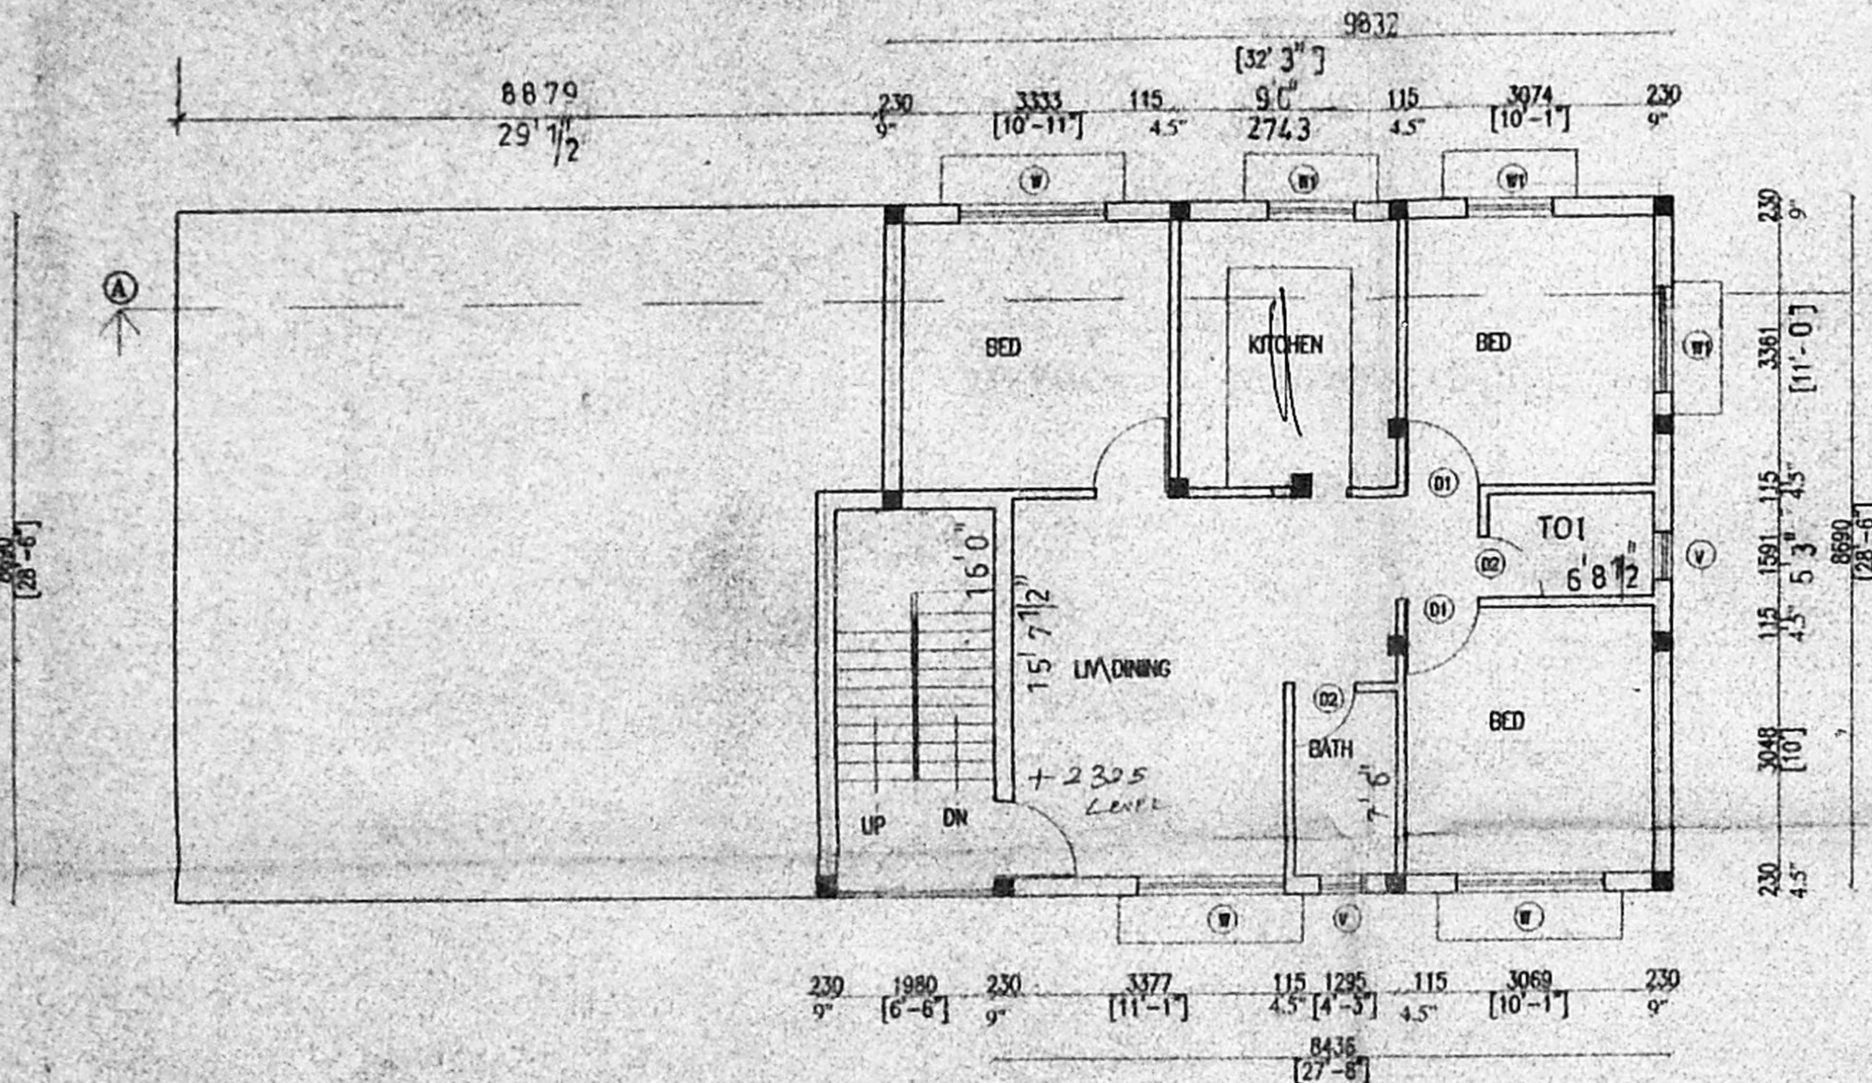 9832
[32' 3"]
8879
29' 1/2"
230
9"
3333
[10'-11"]
115
4.5"
9'0"
2743
115
4.5"
3074
[10'-1"]
230
9"
W
W1
W1
A
BED
KITCHEN
BED
W1
230
9"
3361
[11'-0]
115
4.5"
1591
5'3"
115
4.5"
3048
[10']
230
4.5"
8690
[28'-6"]
[28'-6"]
D1
TOI
D2
6'8 1/2"
V
D1
16'0"
15' 7 1/2"
LIV\DINING
D2
BATH
7' 6"
BED
+ 2325
LEVEL
UP
DN
W
V
W
230
9"
1980
[6'-6"]
230
9"
3377
[11'-1"]
115
4.5"
1295
[4'-3"]
115
4.5"
3069
[10'-1"]
230
9"
8436
[27'-8"]